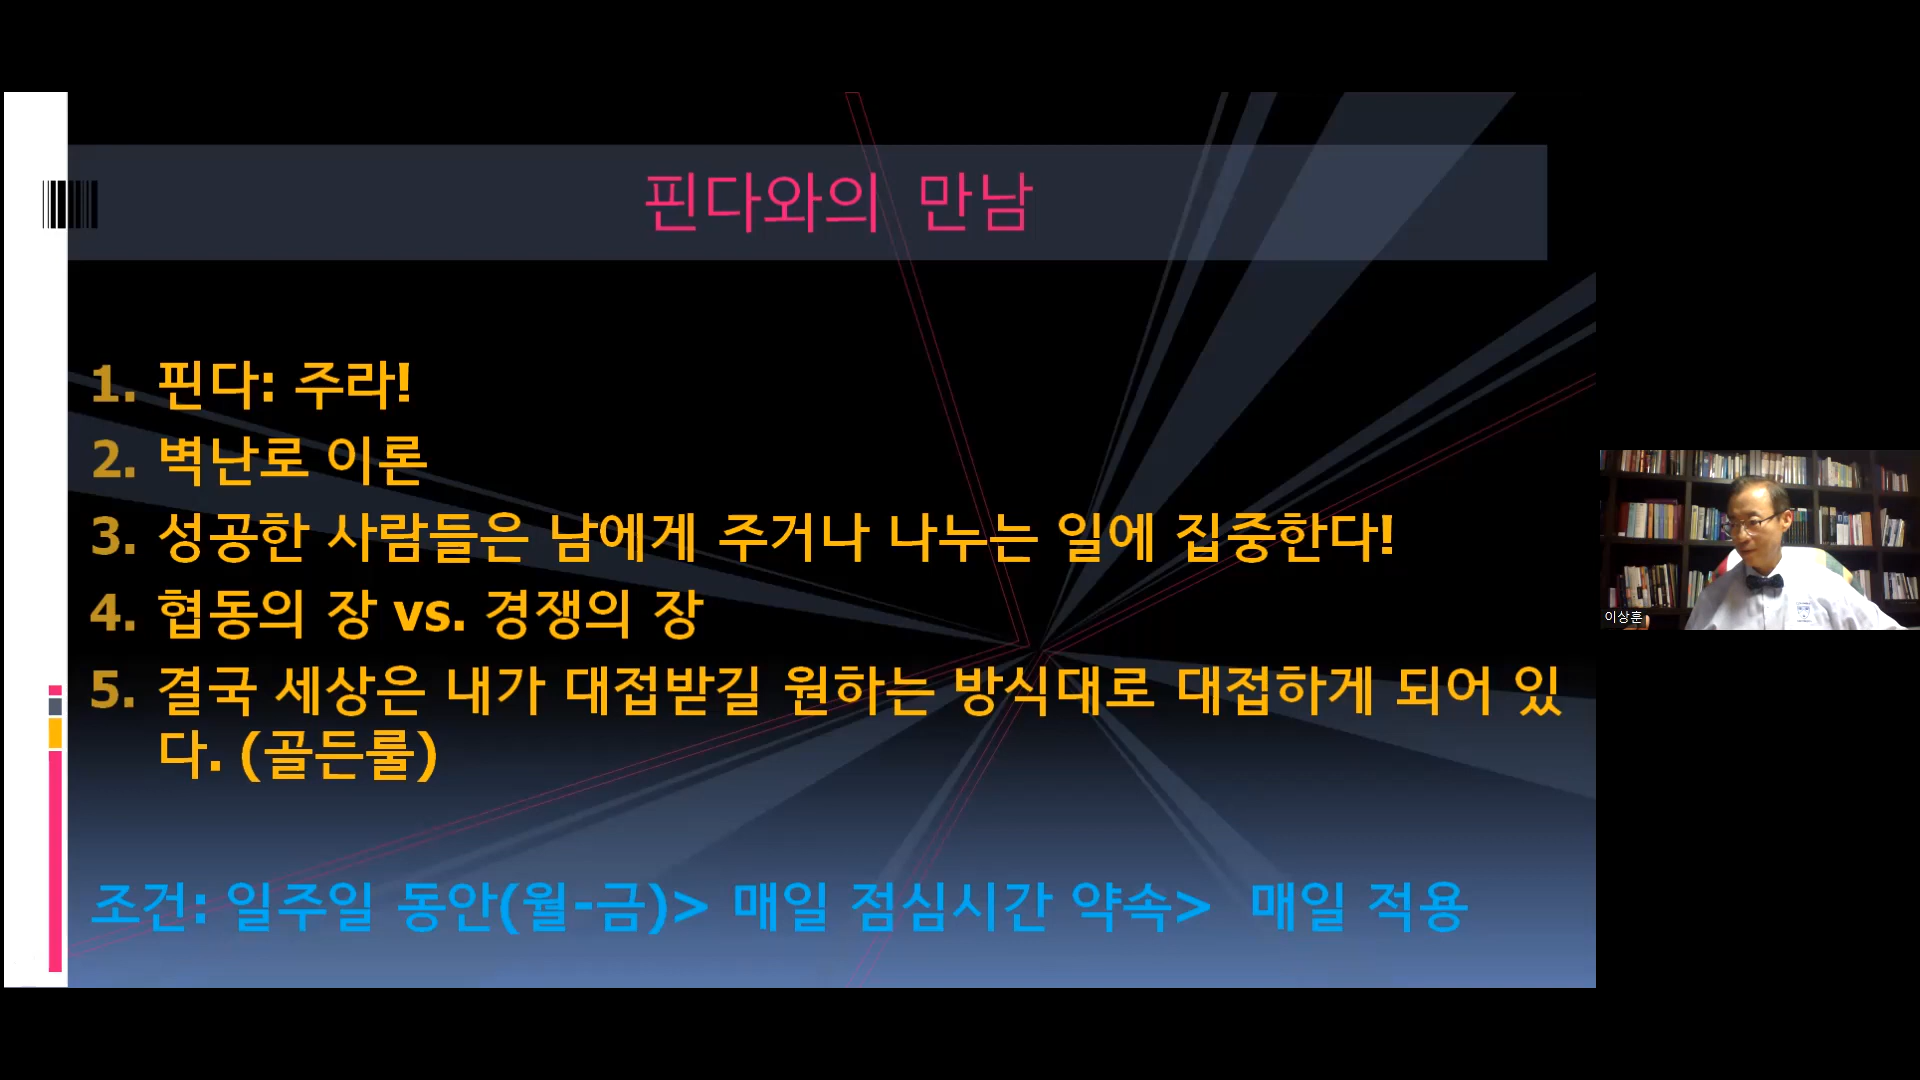 핀다와의 만남
1. 핀다: 주라!
2. 벽난로 이론
3. 성공한 사람들은 남에게 주거나 나누는 일에 집중한다!
4. 협동의 장 vs. 경쟁의 장
5. 결국 세상은 내가 대접받길 원하는 방식대로 대접하게 되어 있
다. (골든룰)
조건: 일주일 동안(월-금)> 매일 점심시간 약속> 매일 적용
이상훈